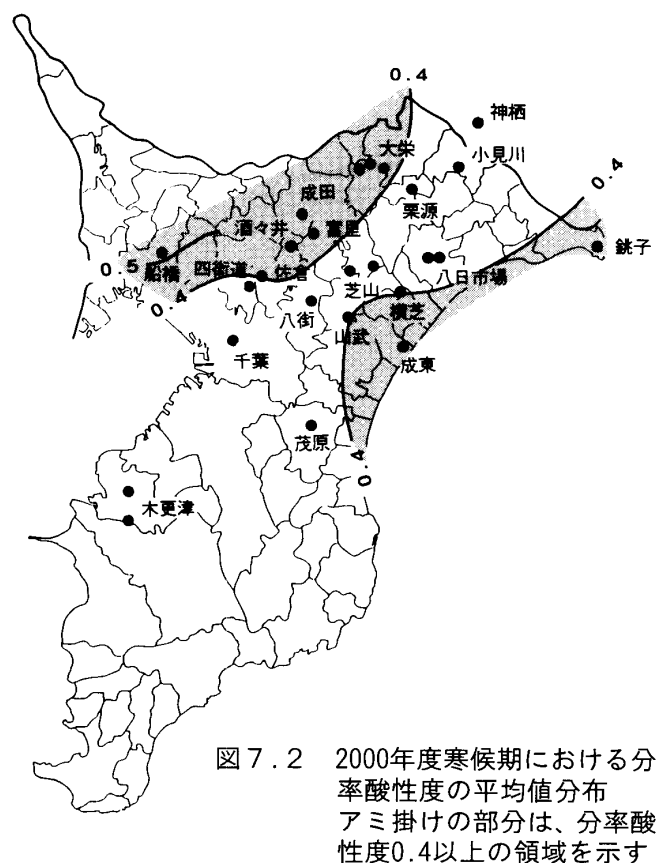 0.4
神栖
大栄
小見川
0.4
成田
栗源
酒々井
富里
銚子
0.5
船橋
四街道
佐倉
芝山
八日市場
0.4
八街
横芝
山武
千葉
成東
茂原
0.4
木更津
図7.2 2000年度寒候期における分
率酸性度の平均値分布
アミ掛けの部分は、分率酸
性度0.4以上の領域を示す